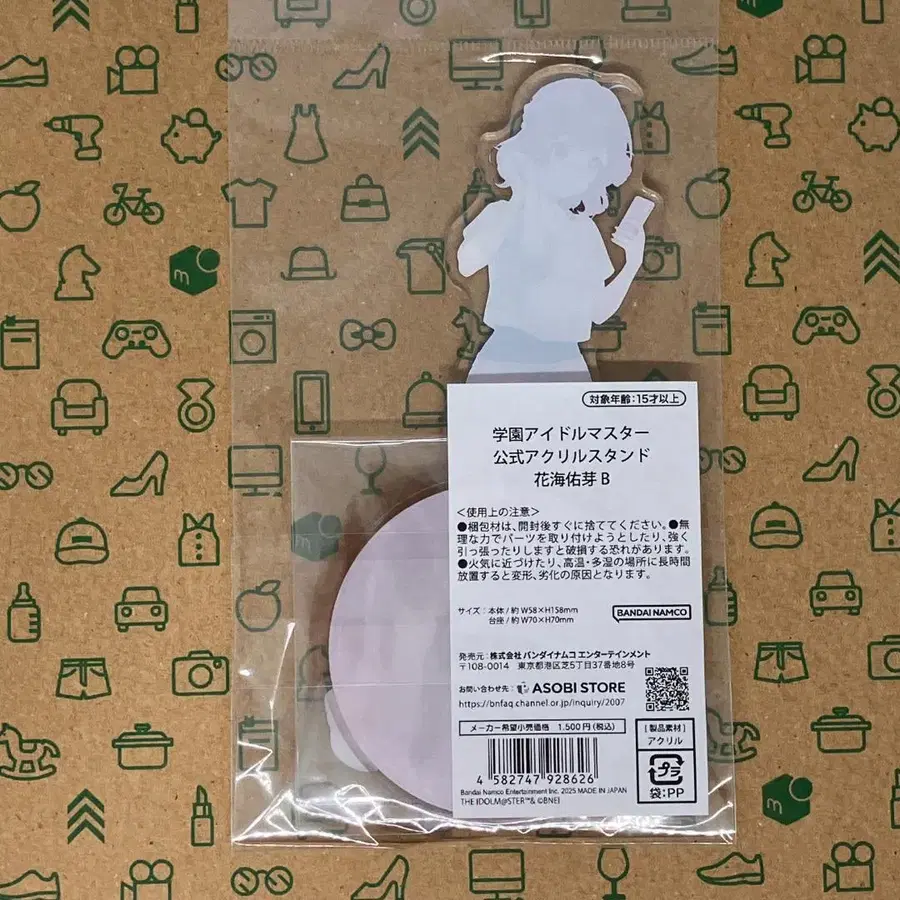 対象年齢:15才以上
学園アイドルマスター
公式アクリルスタンド
花海佑芽 B
<使用上の注意>
●梱包材は、開封後すぐに捨ててください。●無
理な力でパーツを取り付けようとしたり、強く
引っ張ったりしますと破損する恐れがあります。
●火気に近づけたり、高温・多湿の場所に長時間
放置すると変形、劣化の原因となります。
サイズ:本体/約 W58×H158mm
台座/約 W70×H70mm
BANDAI NAMCO
発売元:株式会社 バンダイナムコ エンターテインメント
〒108-0014 東京都港区芝5丁目37番地8号
お問い合わせ先: ASOBI STORE
https://bnfaq.channel.or.jp/inquiry/2007
メーカー希望小売価格 1,500円(税込)
[製品素材]
アクリル
プラ
袋:PP
4 582747 928626
Bandai Namco Entertainment Inc. 2025 MADE IN JAPAN
THE IDOLM@STER™& ©BNEI
m
m